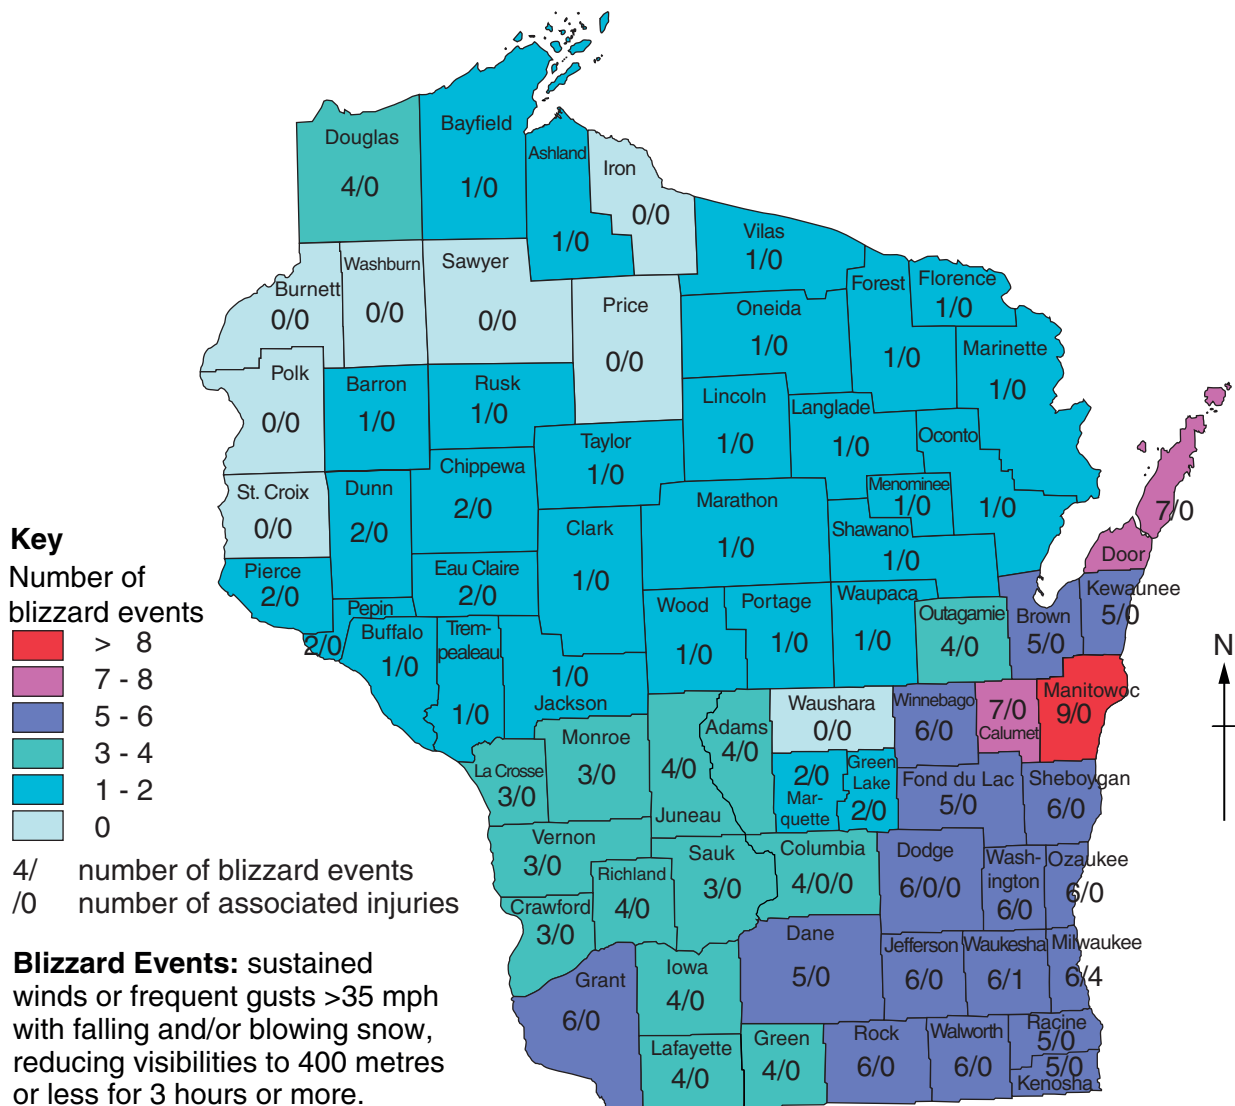 Douglas
4/0
Bayfield
1/0
Ashland
1/0
Iron
0/0
Vilas
1/0
Burnett
0/0
Washburn
0/0
Sawyer
0/0
Price
0/0
Oneida
1/0
Forest
1/0
Florence
1/0
Marinette
1/0
Polk
0/0
Barron
1/0
Rusk
1/0
Lincoln
1/0
Langlade
1/0
Oconto
1/0
Taylor
1/0
Chippewa
2/0
St. Croix
0/0
Dunn
2/0
Clark
1/0
Marathon
1/0
Menominee
1/0
Shawano
1/0
7/0
Door
Key
Number of
blizzard events
> 8
7 - 8
5 - 6
3 - 4
1 - 2
0
4/ number of blizzard events
/0 number of associated injuries
Blizzard Events: sustained
winds or frequent gusts >35 mph
with falling and/or blowing snow,
reducing visibilities to 400 metres
or less for 3 hours or more.
Pierce
2/0
Pepin
2/0
Eau Claire
2/0
Buffalo
1/0
Trem-
pealeau
1/0
1/0
Jackson
Wood
1/0
Portage
1/0
Waupaca
1/0
Outagamie
4/0
Brown
5/0
Kewaunee
5/0
N
Monroe
3/0
La Crosse
3/0
4/0
Juneau
Adams
4/0
Waushara
0/0
Winnebago
6/0
7/0
Calumet
Manitowoc
9/0
2/0
Mar-
quette
Green
Lake
2/0
Fond du Lac
5/0
Sheboygan
6/0
Vernon
3/0
Richland
4/0
Sauk
3/0
Columbia
4/0/0
Dodge
6/0/0
Wash-
ington
6/0
Ozaukee
6/0
Crawford
3/0
Grant
6/0
Iowa
4/0
Dane
5/0
Jefferson
6/0
Waukesha
6/1
Milwaukee
6/4
Lafayette
4/0
Green
4/0
Rock
6/0
Walworth
6/0
Racine
5/0
5/0
Kenosha